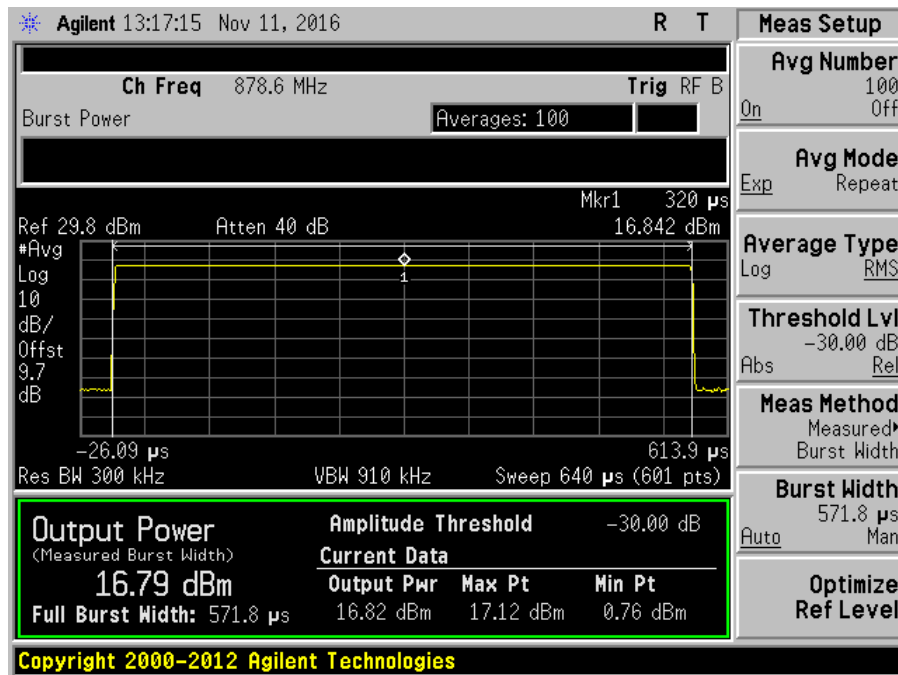 Agilent 13:17:15 Nov 11, 2016 R T
Ch Freq 878.6 MHz Trig RF B
Burst Power Averages: 100
Mkr1 320 µs
Ref 29.8 dBm Atten 40 dB 16.842 dBm
#Avg
Log
10
dB/
Offst
9.7
dB
1
-26.09 µs 613.9 µs
Res BW 300 kHz VBW 910 kHz Sweep 640 µs (601 pts)
Output Power
(Measured Burst Width)
16.79 dBm
Full Burst Width: 571.8 µs
Amplitude Threshold -30.00 dB
Current Data
Output Pwr Max Pt Min Pt
16.82 dBm 17.12 dBm 0.76 dBm
Copyright 2000-2012 Agilent Technologies
Meas Setup
Avg Number
100
On Off
Avg Mode
Exp Repeat
Average Type
Log RMS
Threshold Lvl
-30.00 dB
Abs Rel
Meas Method
Measured
Burst Width
Burst Width
571.8 µs
Auto Man
Optimize
Ref Level